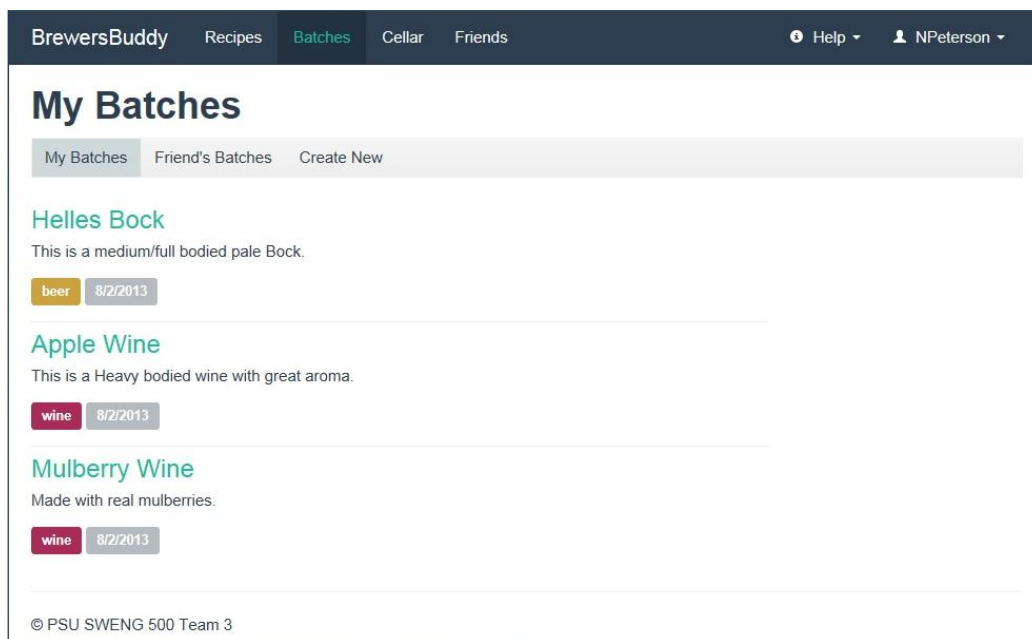 BrewersBuddy Recipes Batches Cellar Friends Help NPeterson
My Batches
My Batches Friend's Batches Create New
Helles Bock
This is a medium/full bodied pale Bock.
beer 8/2/2013
Apple Wine
This is a Heavy bodied wine with great aroma.
wine 8/2/2013
Mulberry Wine
Made with real mulberries.
wine 8/2/2013
© PSU SWENG 500 Team 3